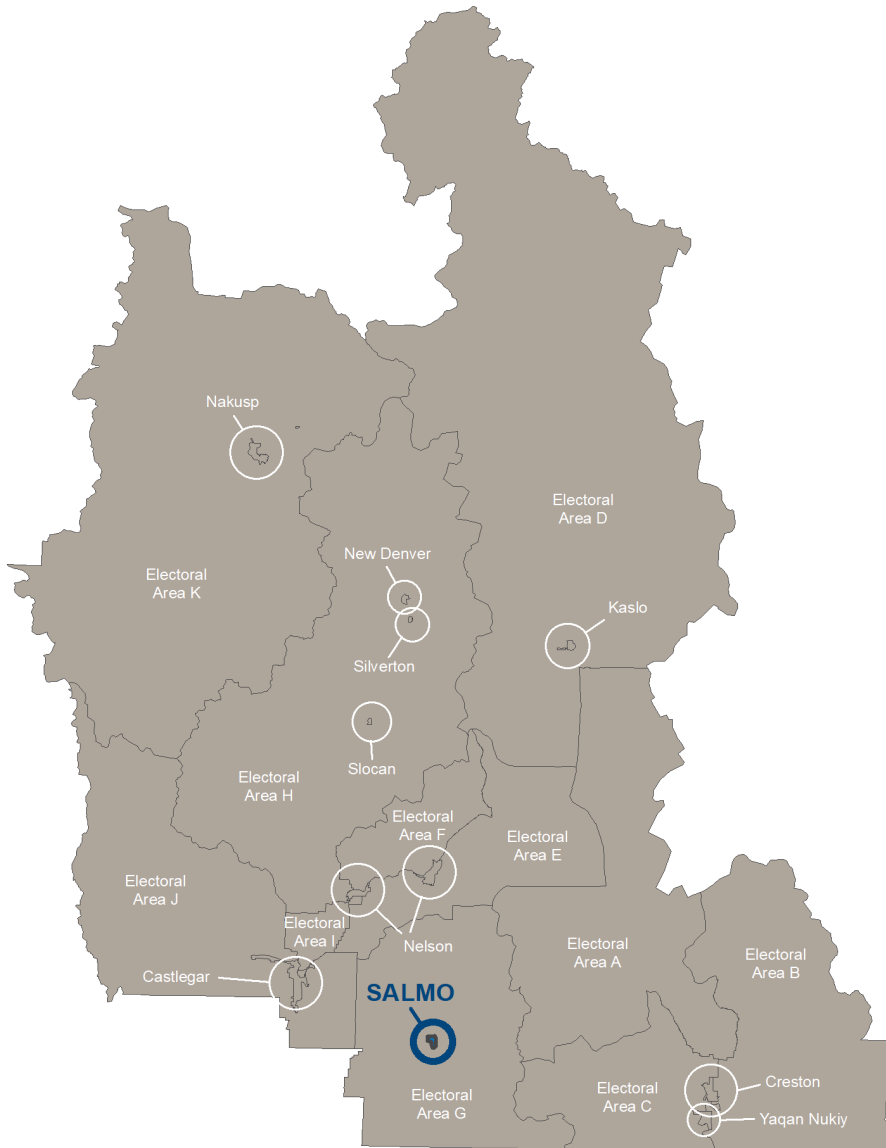 Nakusp
Electoral
Area D
New Denver
Electoral
Area K
Kaslo
Silverton
Slocan
Electoral
Area H
Electoral
Area F
Electoral
Area E
Electoral
Area J
Electoral
Area I
Nelson
Electoral
Area A
Electoral
Area B
Castlegar
SALMO
Creston
Electoral
Area C
Electoral
Area G
Yaqan Nukiy